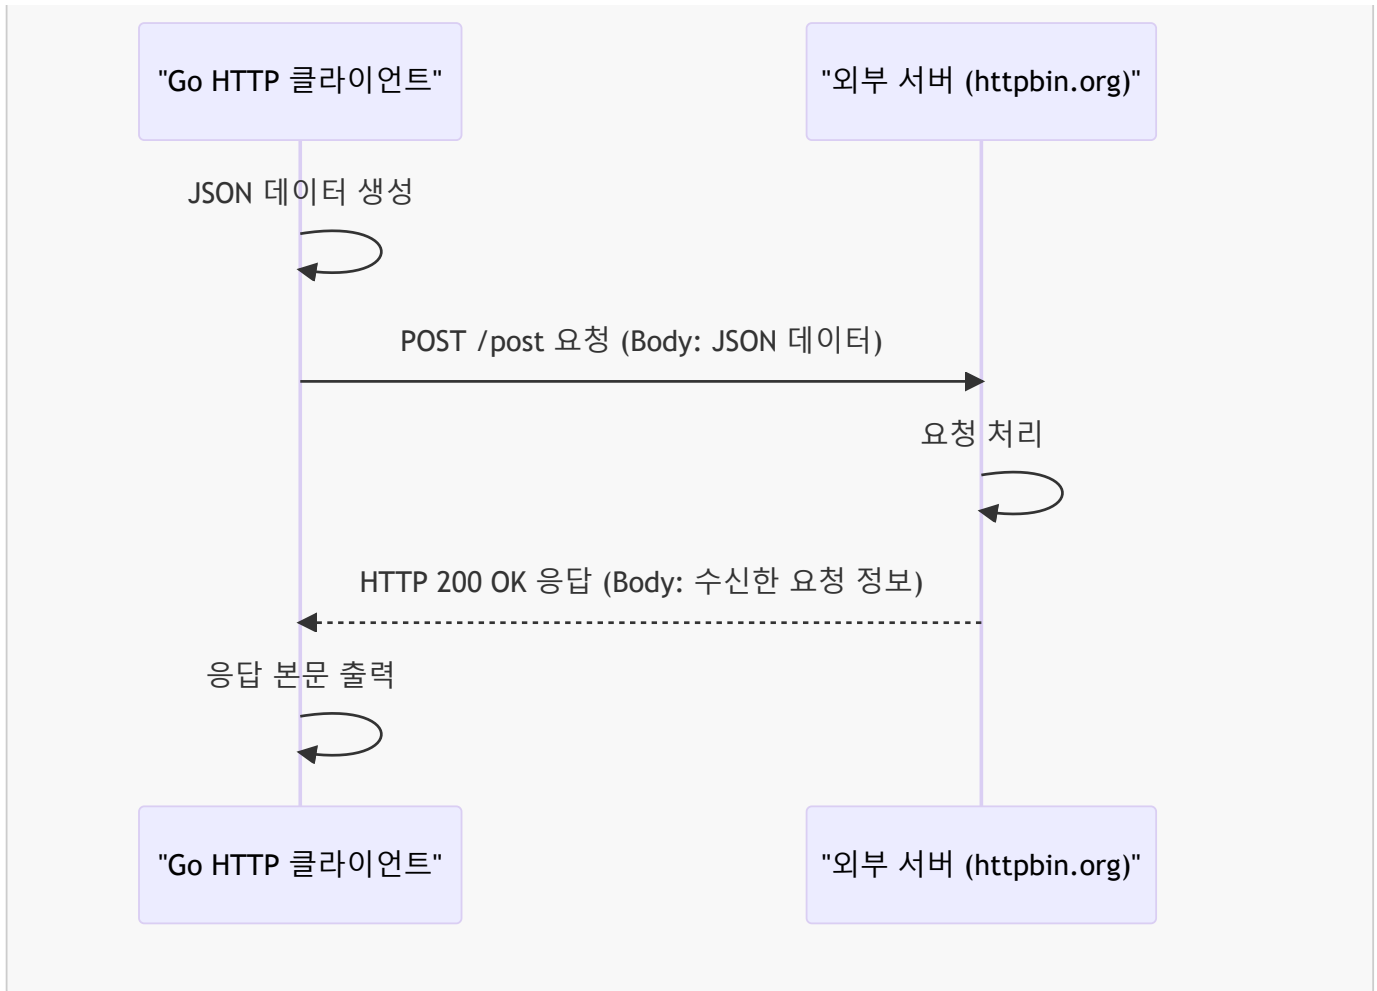 "Go HTTP 클라이언트"
"외부 서버 (httpbin.org)"
JSON 데이터 생성
POST /post 요청 (Body: JSON 데이터)
요청 처리
HTTP 200 OK 응답 (Body: 수신한 요청 정보)
응답 본문 출력
"Go HTTP 클라이언트"
"외부 서버 (httpbin.org)"